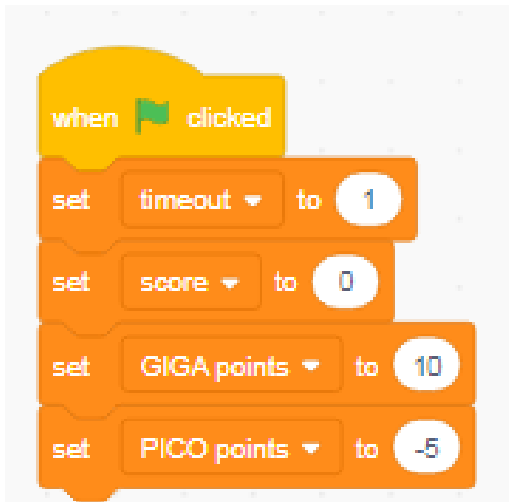 when clicked
set timeout to 1
set score to 0
set GIGA points to 10
set PICO points to -5